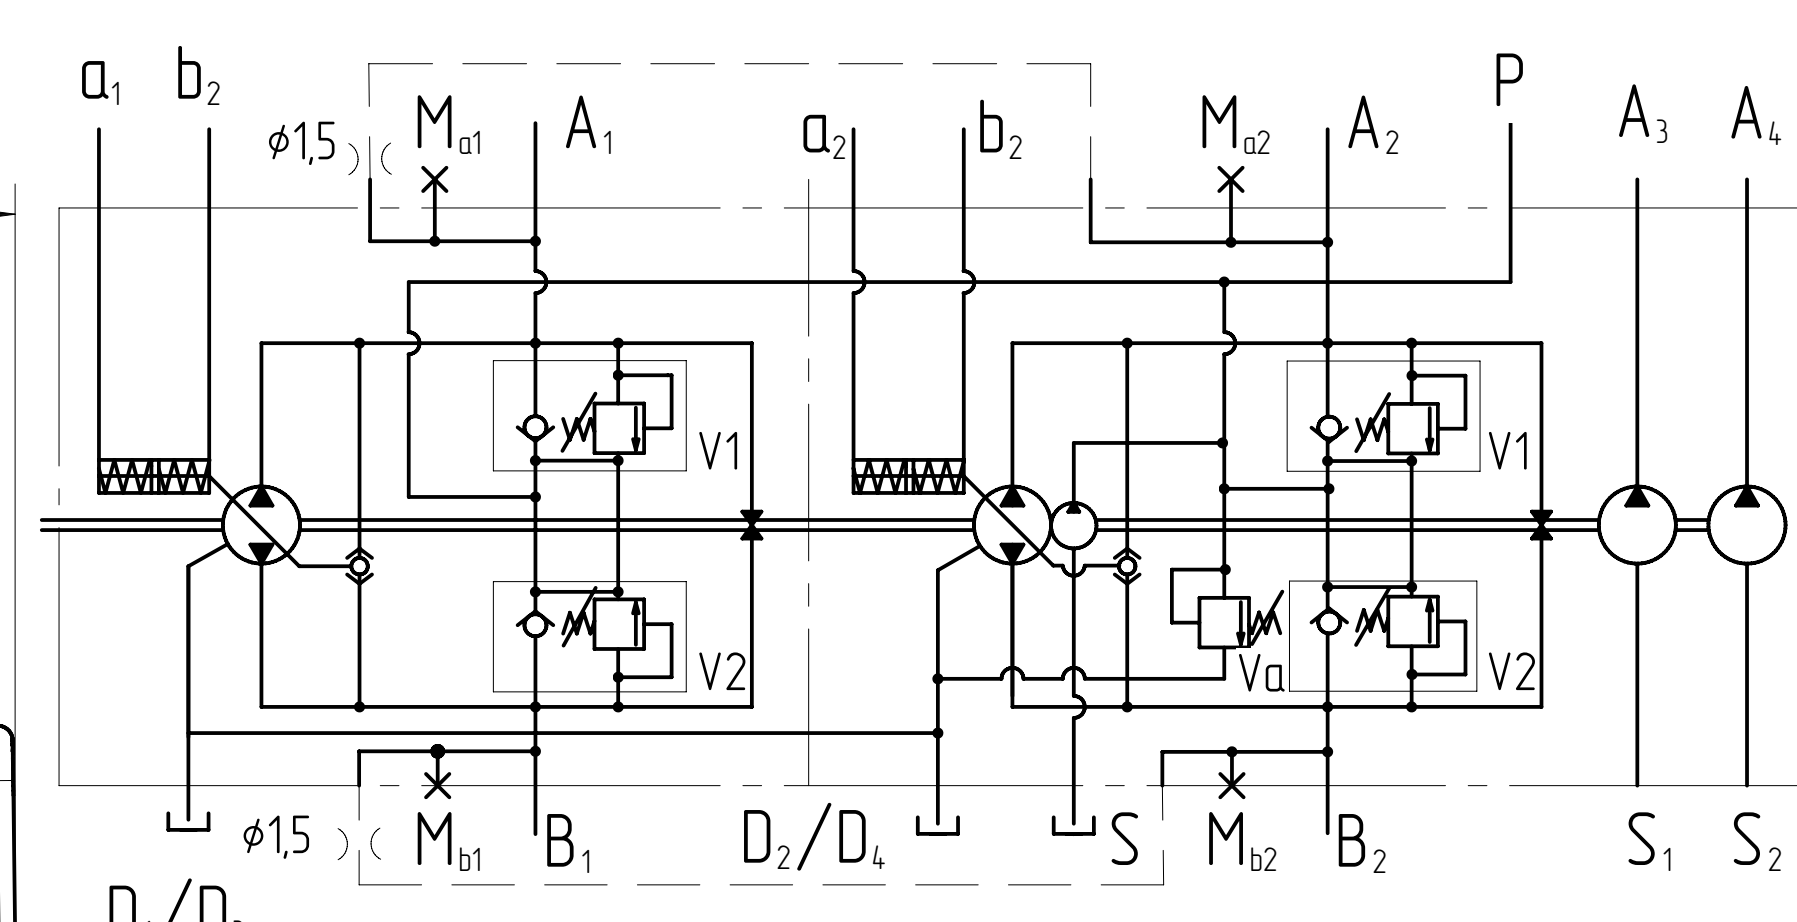 a1 b2
ϕ1,5
Ma1 A1
a2 b2
Ma2 A2
P
A3 A4
V1 V1
V2 Va V2
ϕ1,5
Mb1 B1
D2/D4
S
Mb2 B2
S1 S2